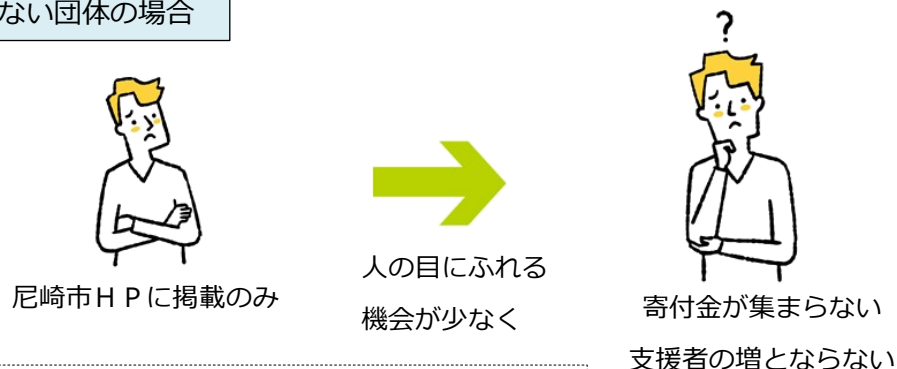 ない団体の場合
?
尼崎市ＨＰに掲載のみ
人の目にふれる
機会が少なく
寄付金が集まらない
支援者の増とならない